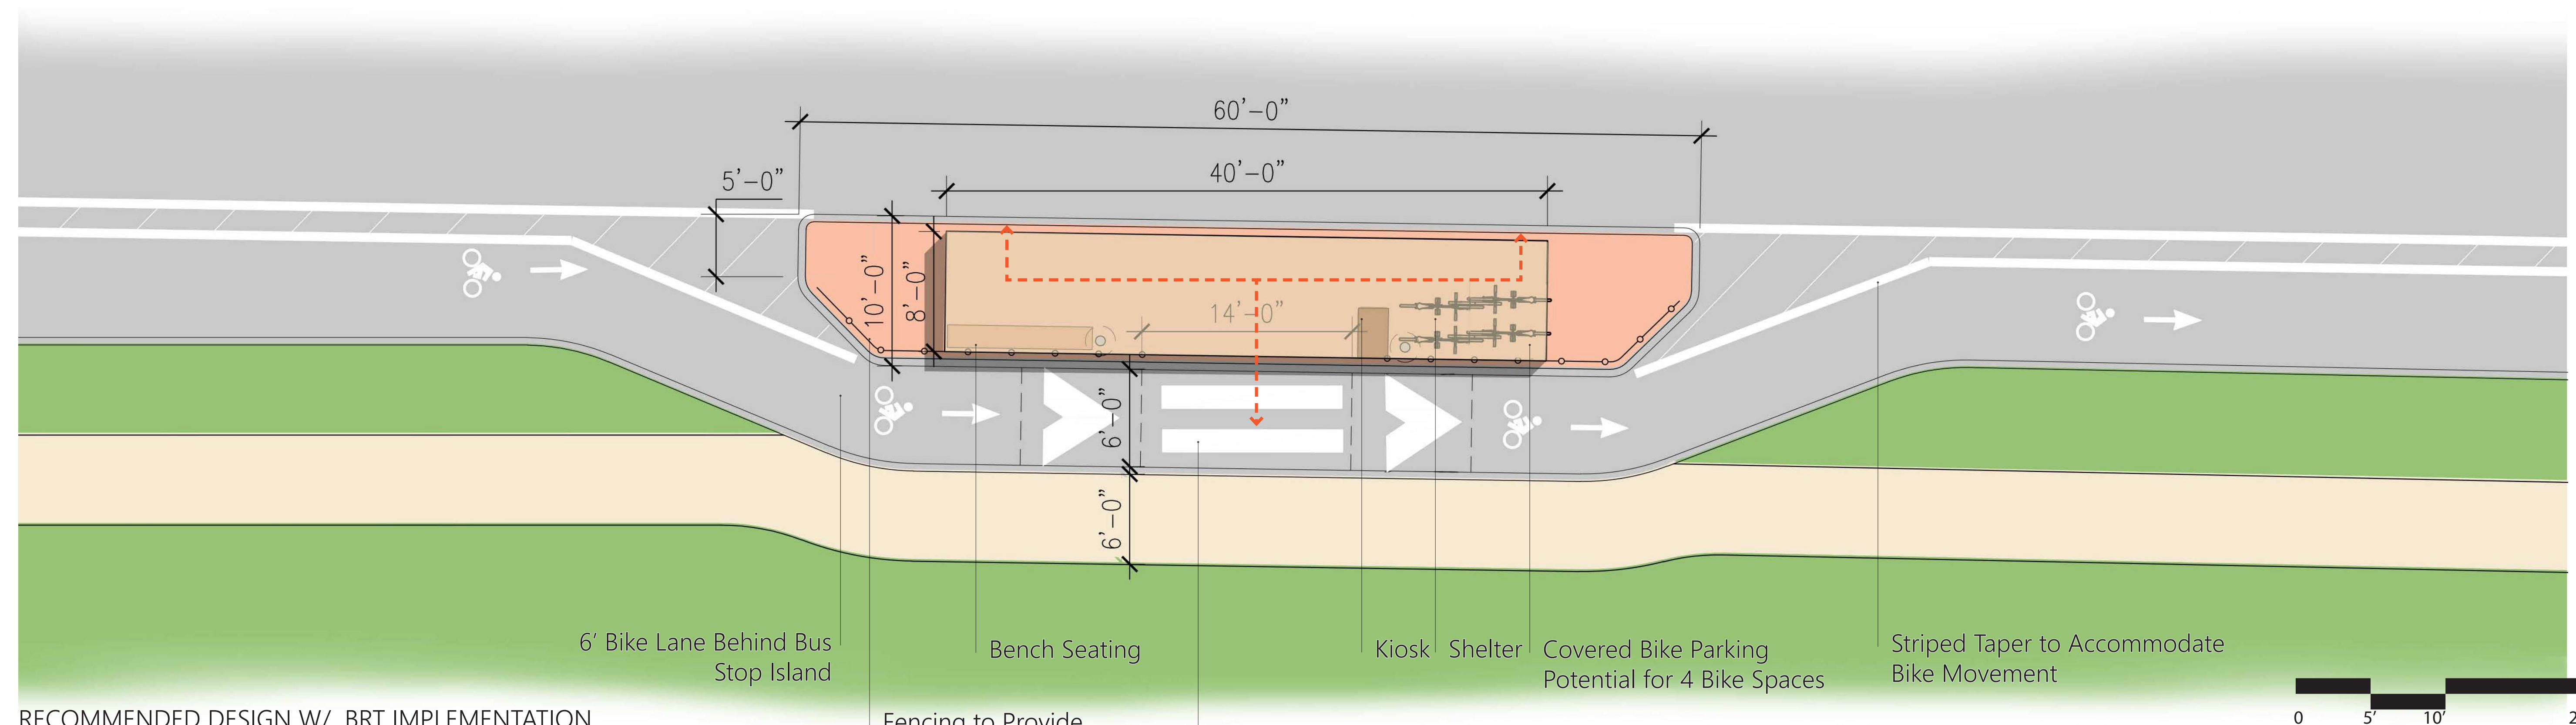 60'-0"
40'-0"
5'-0"
10'-0"
8'-0"
14'-0"
6'-0"
6'-0"
6' Bike Lane Behind Bus
Stop Island
Bench Seating
Kiosk
Shelter
Covered Bike Parking
Potential for 4 Bike Spaces
Striped Taper to Accommodate
Bike Movement
RECOMMENDED DESIGN W/ BRT IMPLEMENTATION
Fencing to Provide
0 5' 10'